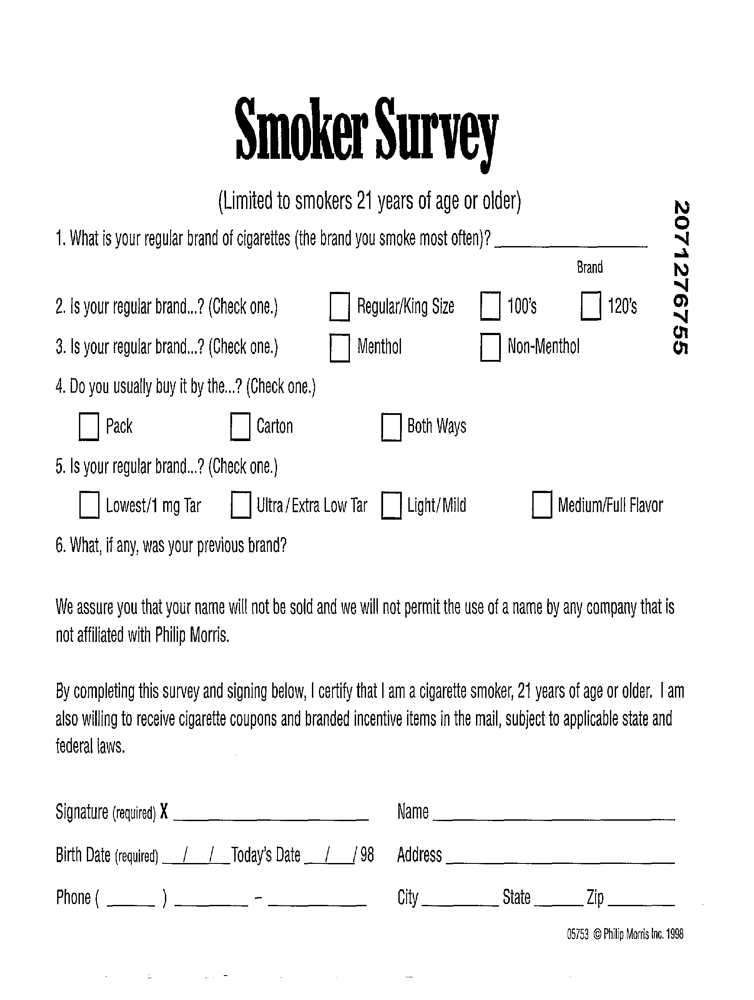 Smoker Survey
(Limited to smokers 21 years of age or older)
1. What is your regular brand of cigarettes (the brand you smoke most often)? ____________
Brand
2. Is your regular brand...? (Check one.) Regular/King Size 100's 120's
3. Is your regular brand...? (Check one.) Menthol Non-Menthol
4. Do you usually buy it by the...? (Check one.)
Pack Carton Both Ways
5. Is your regular brand...? (Check one.)
Lowest/1 mg Tar Ultra/Extra Low Tar Light/Mild Medium/Full Flavor
6. What, if any, was your previous brand?
We assure you that your name will not be sold and we will not permit the use of a name by any company that is
not affiliated with Philip Morris.
By completing this survey and signing below, I certify that I am a cigarette smoker, 21 years of age or older. I am
also willing to receive cigarette coupons and branded incentive items in the mail, subject to applicable state and
federal laws.
Signature (required) X ____________ Name ____________
Birth Date (required) __/__/__ Today's Date __/__/98 Address ____________
Phone ( ____ ) ______ – ________ City ______ State ____ Zip ______
05753 © Philip Morris Inc. 1998
2071276755